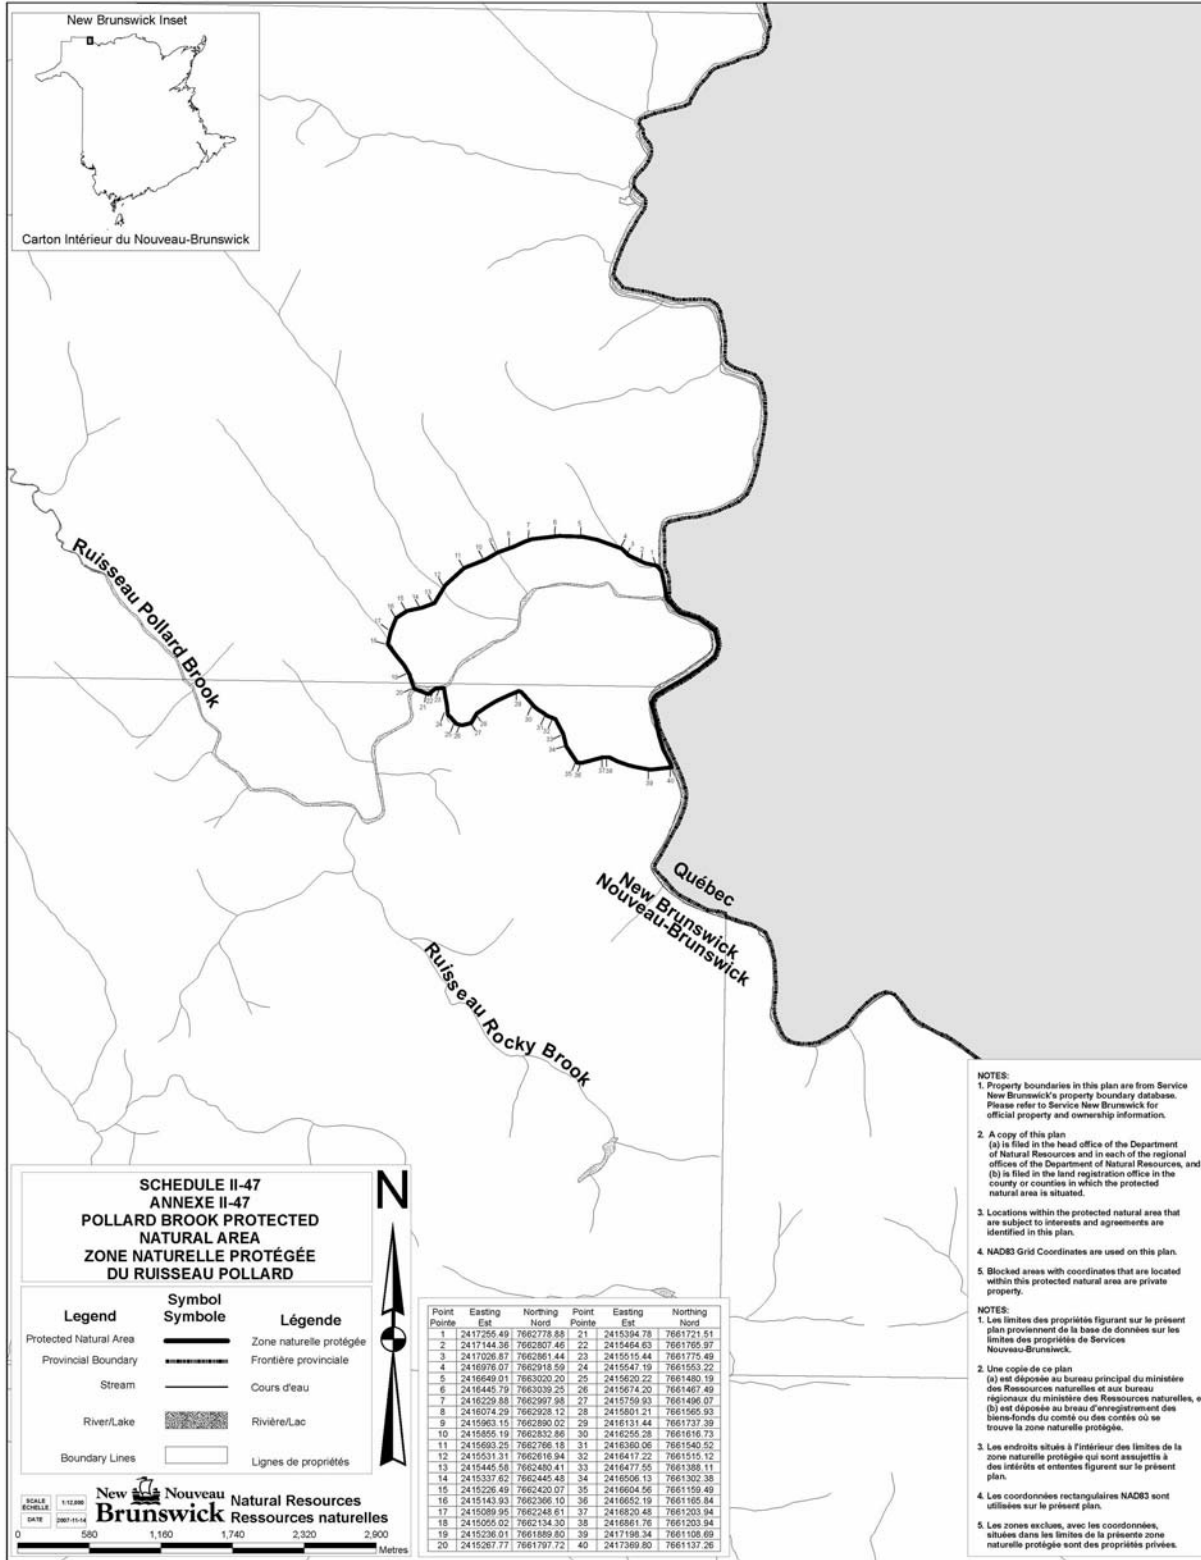 New Brunswick Inset
Carton Intérieur du Nouveau-Brunswick
Ruisseau Pollard Brook
Ruisseau Rocky Brook
Québec
New Brunswick
Nouveau-Brunswick
SCHEDULE II-47
ANNEXE II-47
POLLARD BROOK PROTECTED
NATURAL AREA
ZONE NATURELLE PROTÉGÉE
DU RUISSEAU POLLARD
N
Legend Symbol Symbole Légende
Protected Natural Area Zone naturelle protégée
Provincial Boundary Frontière provinciale
Stream Cours d'eau
River/Lake Rivière/Lac
Boundary Lines Lignes de propriétés
SCALE ÉCHELLE 1:12,000
DATE 2007-11-14
New Nouveau
Brunswick
Natural Resources
Ressources naturelles
0 580 1,160 1,740 2,320 2,900
Metres
Point Easting Northing Point Easting Northing
Pointe Est Nord Pointe Est Nord
1 2417255.49 7662778.88 21 2415394.78 7661721.51
2 2417144.36 7662807.46 22 2415464.63 7661765.97
3 2417026.87 7662861.44 23 2415515.44 7661775.49
4 2416976.07 7662918.59 24 2415547.19 7661553.22
5 2416649.01 7663020.20 25 2415620.22 7661480.19
6 2416445.79 7663039.25 26 2415674.20 7661467.49
7 2416229.88 7662997.98 27 2415759.93 7661496.07
8 2416074.29 7662928.12 28 2415801.21 7661565.93
9 2415963.15 7662890.02 29 2416131.44 7661737.39
10 2415855.19 7662832.86 30 2416255.28 7661616.73
11 2415693.25 7662766.18 31 2416360.06 7661540.52
12 2415531.31 7662616.94 32 2416417.22 7661515.12
13 2415445.58 7662480.41 33 2416477.55 7661388.11
14 2415337.62 7662445.48 34 2416506.13 7661302.38
15 2415226.49 7662420.07 35 2416604.56 7661159.49
16 2415143.93 7662366.10 36 2416652.19 7661165.84
17 2415089.95 7662248.61 37 2416820.48 7661203.94
18 2415055.02 7662134.30 38 2416861.76 7661203.94
19 2415236.01 7661889.80 39 2417198.34 7661108.69
20 2415267.77 7661797.72 40 2417369.80 7661137.26
NOTES:
1. Property boundaries in this plan are from Service
New Brunswick's property boundary database.
Please refer to Service New Brunswick for
official property and ownership information.
2. A copy of this plan
(a) is filed in the head office of the Department
of Natural Resources and in each of the regional
offices of the Department of Natural Resources, and
(b) is filed in the land registration office in the
county or counties in which the protected
natural area is situated.
3. Locations within the protected natural area that
are subject to interests and agreements are
identified in this plan.
4. NAD83 Grid Coordinates are used on this plan.
5. Blocked areas with coordinates that are located
within this protected natural area are private
property.
NOTES:
1. Les limites des propriétés figurant sur le présent
plan proviennent de la base de données sur les
limites des propriétés de Services
Nouveau-Brunsiwck.
2. Une copie de ce plan
(a) est déposée au bureau principal du ministère
des Ressources naturelles et aux bureau
régionaux du ministère des Ressources naturelles, e
(b) est déposée au breau d'enregistrement des
biens-fonds du comté ou des contés où se
trouve la zone naturelle protégée.
3. Les endroits situés à l'intérieur des limites de la
zone naturelle protégée qui sont assujettis à
des intérêts et ententes figurent sur le présent
plan.
4. Les coordonnées rectangulaires NAD83 sont
utilisées sur le présent plan.
5. Les zones exclues, avec les coordonnées,
situées dans les limites de la présente zone
naturelle protégée sont des propriétés privées.